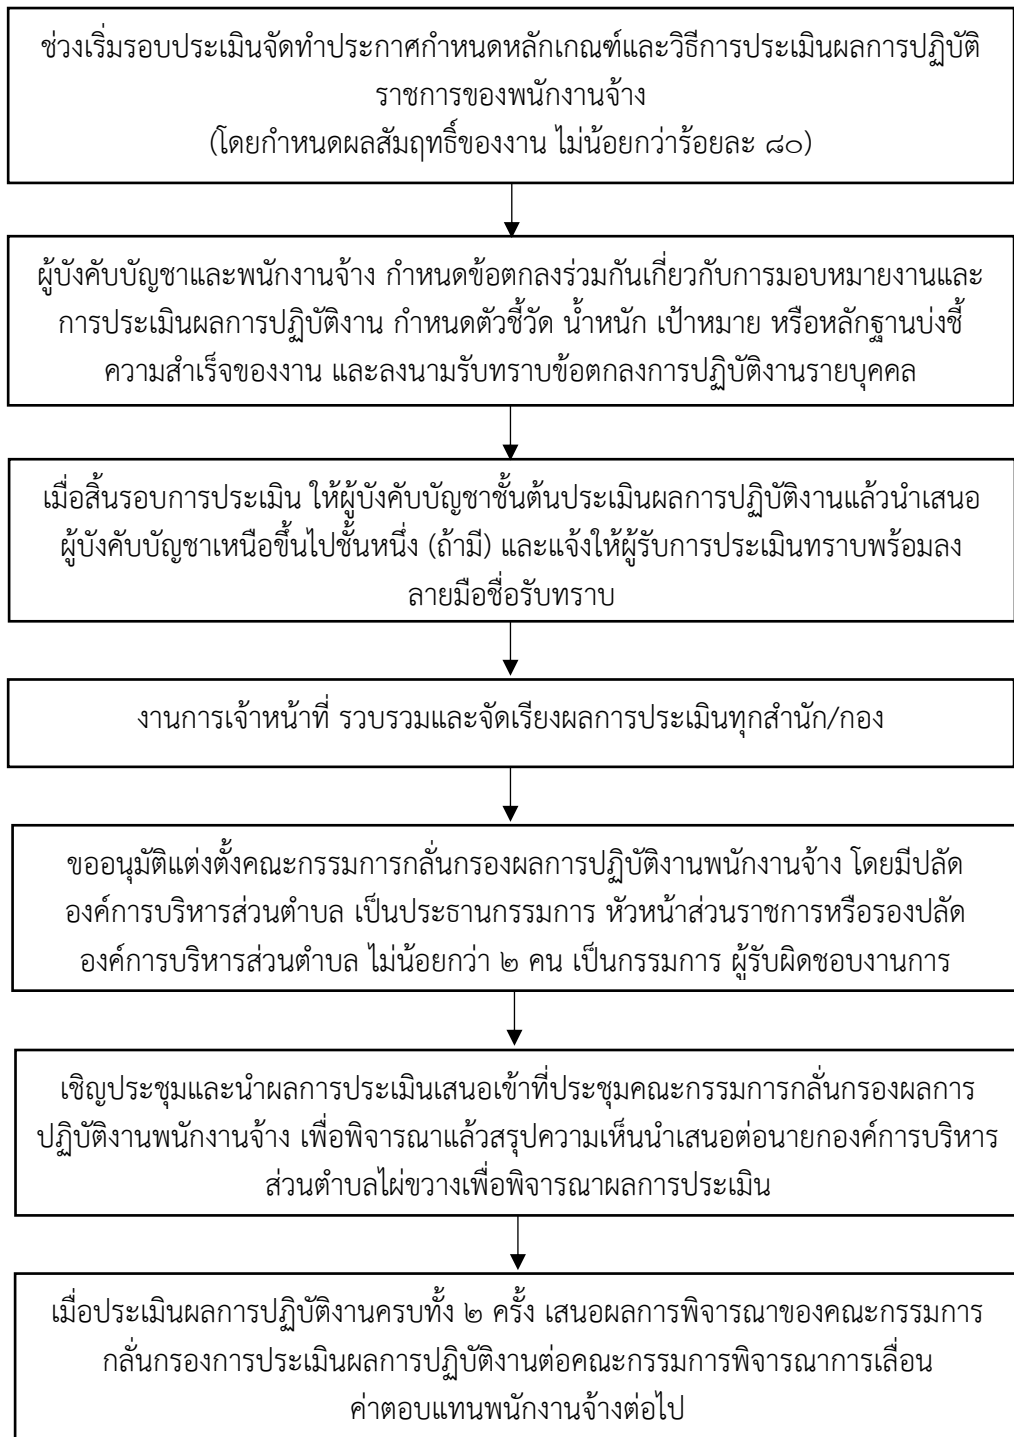 ช่วงเริ่มรอบประเมินจัดทำประกาศกำหนดหลักเกณฑ์และวิธีการประเมินผลการปฏิบัติ
ราชการของพนักงานจ้าง
(โดยกำหนดผลสัมฤทธิ์ของงาน ไม่น้อยกว่าร้อยละ ๘๐)
ผู้บังคับบัญชาและพนักงานจ้าง กำหนดข้อตกลงร่วมกันเกี่ยวกับการมอบหมายงานและ
การประเมินผลการปฏิบัติงาน กำหนดตัวชี้วัด น้ำหนัก เป้าหมาย หรือหลักฐานบ่งชี้
ความสำเร็จของงาน และลงนามรับทราบข้อตกลงการปฏิบัติงานรายบุคคล
เมื่อสิ้นรอบการประเมิน ให้ผู้บังคับบัญชาชั้นต้นประเมินผลการปฏิบัติงานแล้วนำเสนอ
ผู้บังคับบัญชาเหนือขึ้นไปชั้นหนึ่ง (ถ้ามี) และแจ้งให้ผู้รับการประเมินทราบพร้อมลง
ลายมือชื่อรับทราบ
งานการเจ้าหน้าที่ รวบรวมและจัดเรียงผลการประเมินทุกสำนัก/กอง
ขออนุมัติแต่งตั้งคณะกรรมการกลั่นกรองผลการปฏิบัติงานพนักงานจ้าง โดยมีปลัด
องค์การบริหารส่วนตำบล เป็นประธานกรรมการ หัวหน้าส่วนราชการหรือรองปลัด
องค์การบริหารส่วนตำบล ไม่น้อยกว่า ๒ คน เป็นกรรมการ ผู้รับผิดชอบงานการ
เชิญประชุมและนำผลการประเมินเสนอเข้าที่ประชุมคณะกรรมการกลั่นกรองผลการ
ปฏิบัติงานพนักงานจ้าง เพื่อพิจารณาแล้วสรุปความเห็นนำเสนอต่อนายกองค์การบริหาร
ส่วนตำบลไผ่ขวางเพื่อพิจารณาผลการประเมิน
เมื่อประเมินผลการปฏิบัติงานครบทั้ง ๒ ครั้ง เสนอผลการพิจารณาของคณะกรรมการ
กลั่นกรองการประเมินผลการปฏิบัติงานต่อคณะกรรมการพิจารณาการเลื่อน
ค่าตอบแทนพนักงานจ้างต่อไป